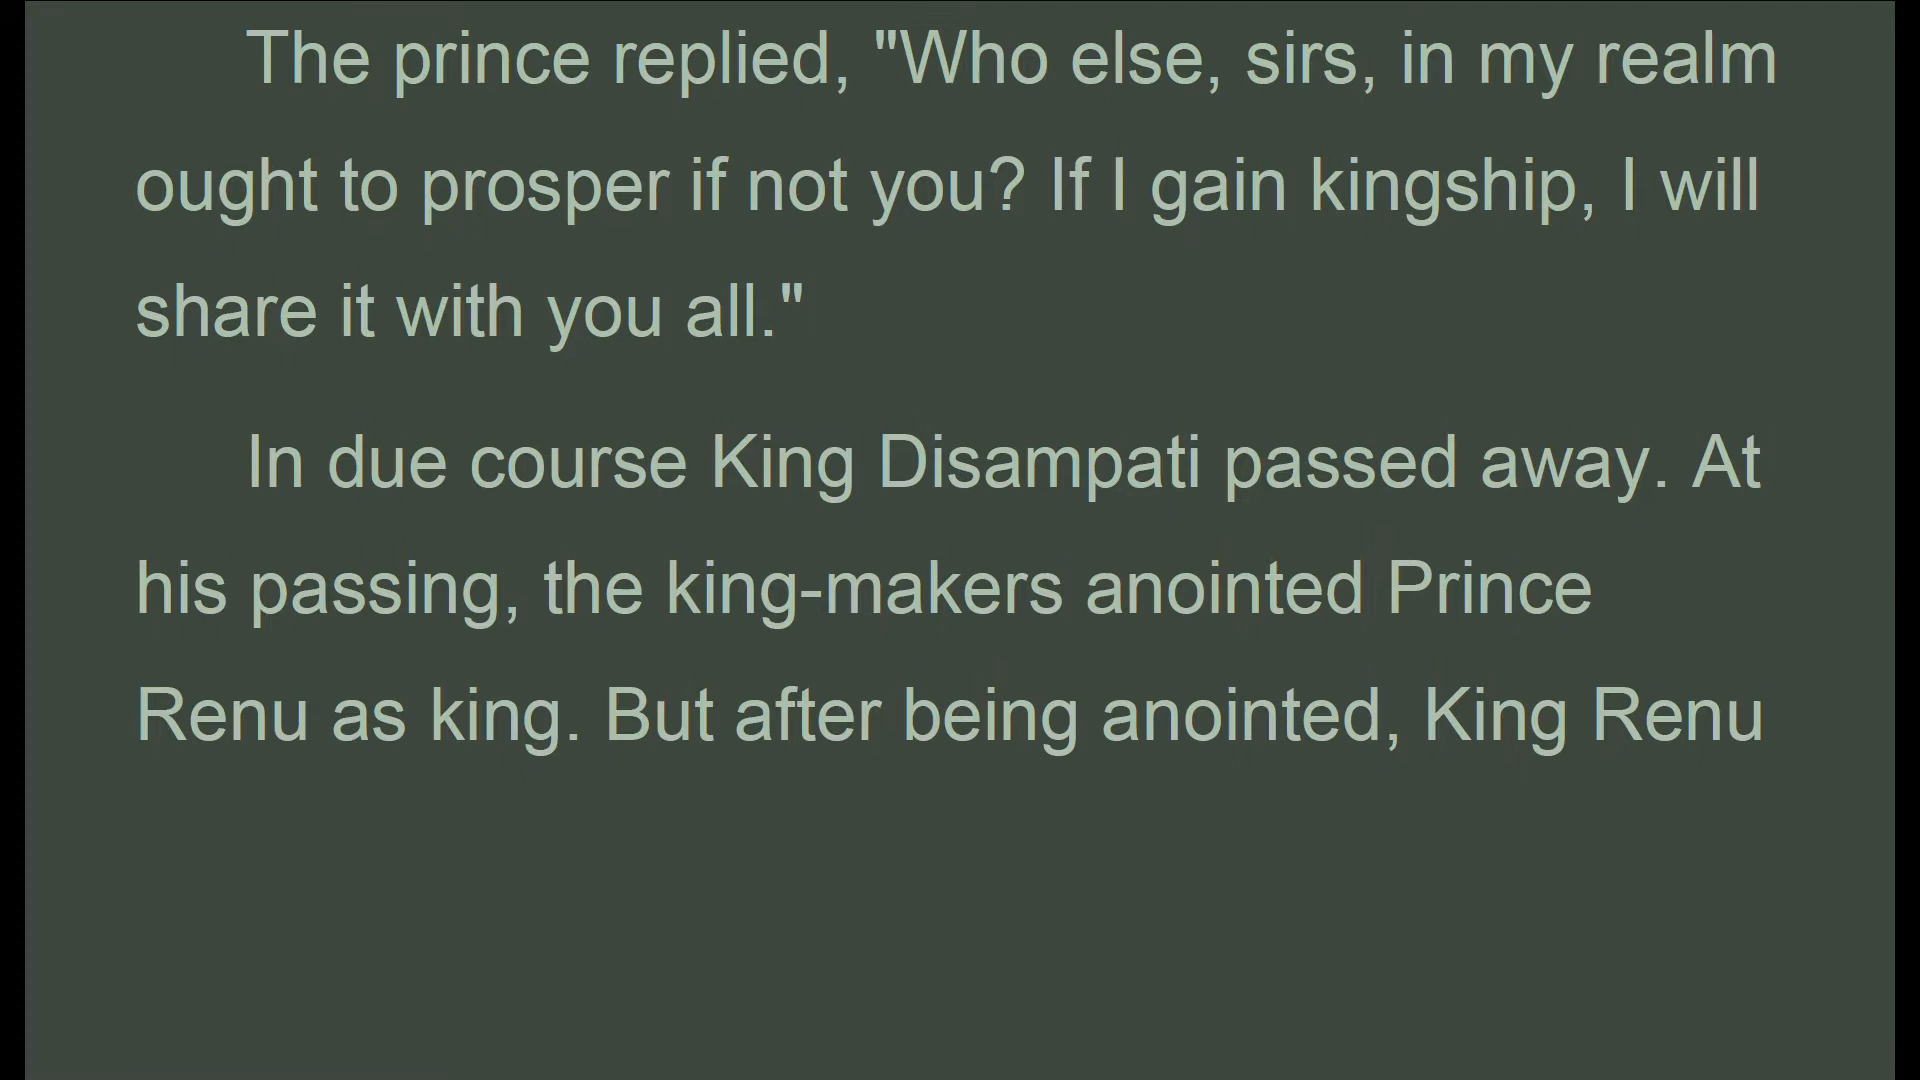 The prince replied, "Who else, sirs, in my realm
ought to prosper if not you? If I gain kingship, I will
share it with you all."
In due course King Disampati passed away. At
his passing, the king-makers anointed Prince
Renu as king. But after being anointed, King Renu